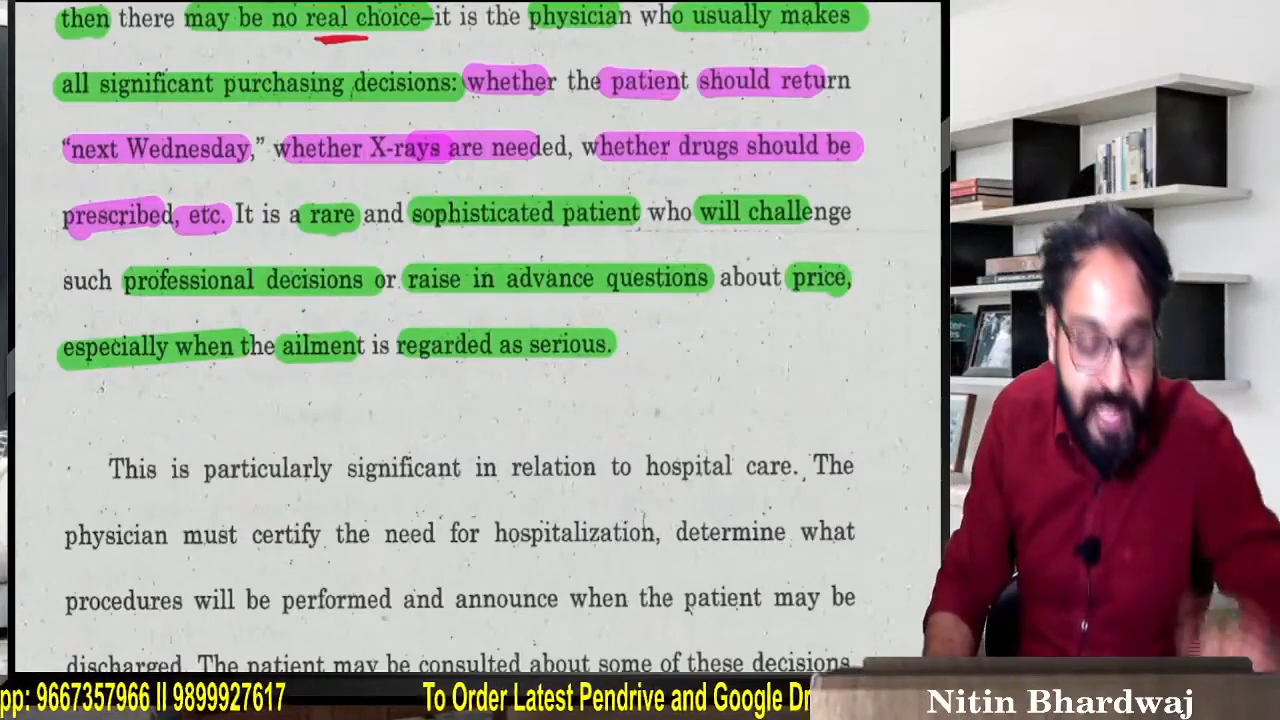 then there may be no real choice–it is the physician who usually makes
all significant purchasing decisions: whether the patient should return
“next Wednesday,” whether X-rays are needed, whether drugs should be
prescribed, etc. It is a rare and sophisticated patient who will challenge
such professional decisions or raise in advance questions about price,
especially when the ailment is regarded as serious.
This is particularly significant in relation to hospital care. The
physician must certify the need for hospitalization, determine what
procedures will be performed and announce when the patient may be
discharged. The patient may be consulted about some of these decisions,
pp: 9667357966 II 9899927617 To Order Latest Pendrive and Google Dr
Nitin Bhardwaj